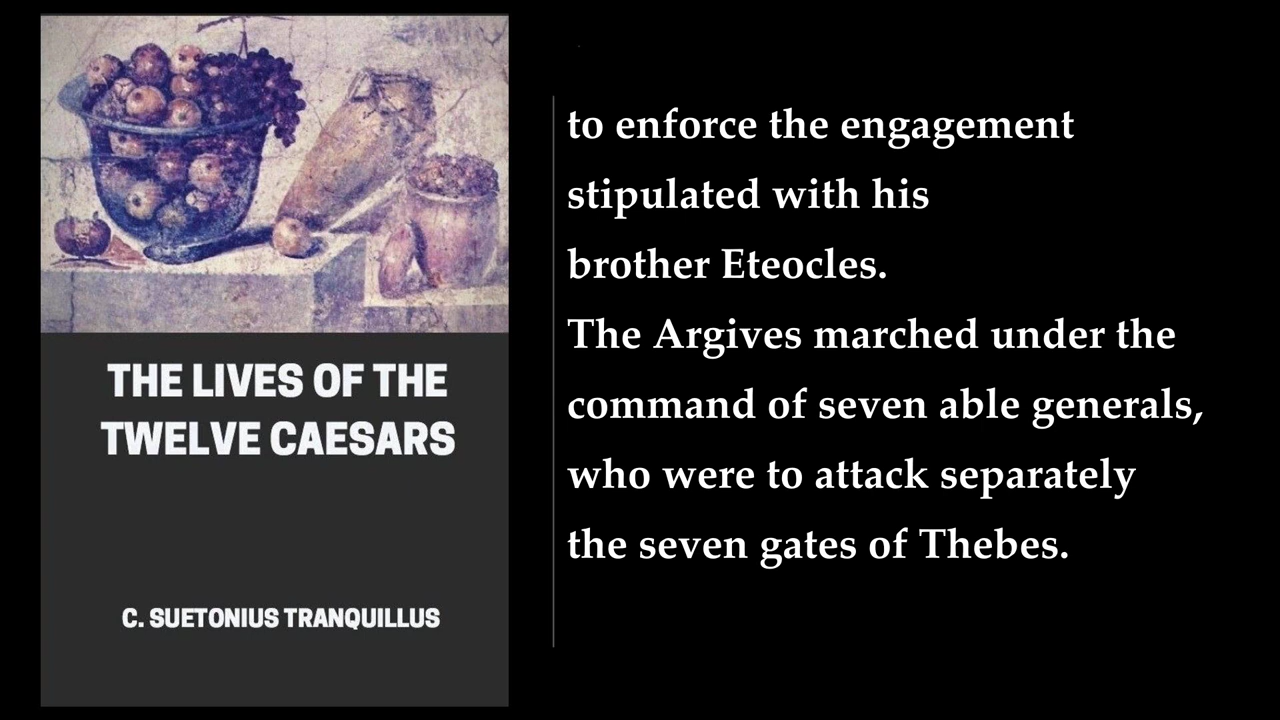 THE LIVES OF THE
TWELVE CAESARS
C. SUETONIUS TRANQUILLUS
to enforce the engagement
stipulated with his
brother Eteocles.
The Argives marched under the
command of seven able generals,
who were to attack separately
the seven gates of Thebes.